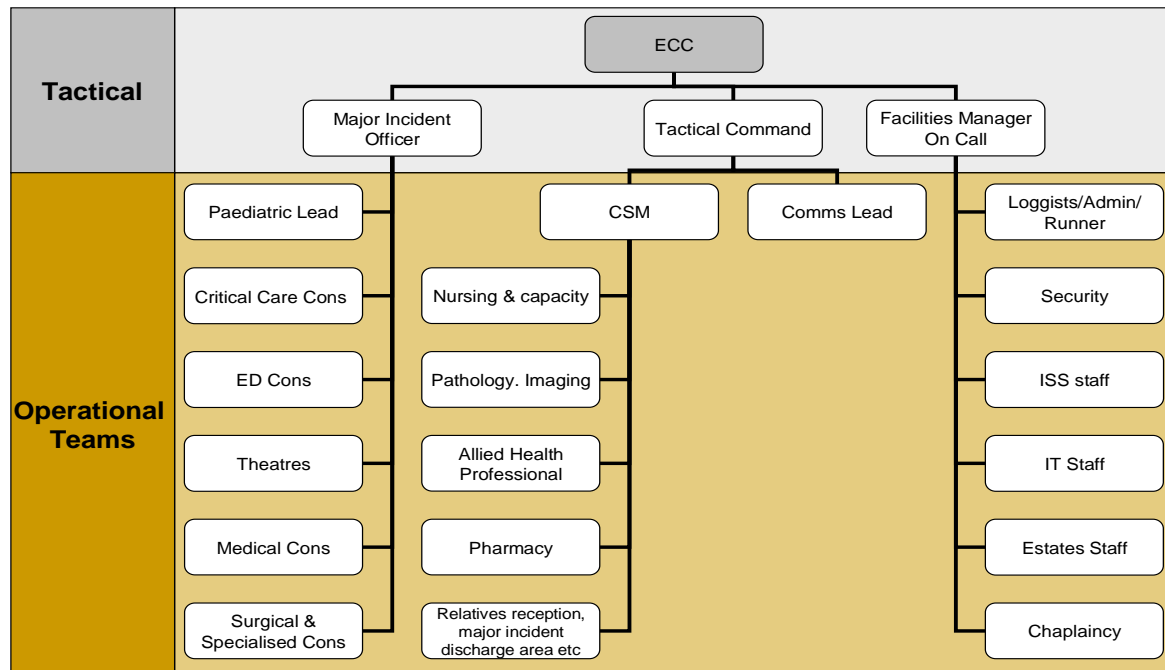 ECC
Tactical
Major Incident
Officer
Tactical Command
Facilities Manager
On Call
Operational
Teams
Paediatric Lead
CSM
Comms Lead
Loggists/Admin/
Runner
Critical Care Cons
Nursing & capacity
Security
ED Cons
Pathology. Imaging
ISS staff
Theatres
Allied Health
Professional
IT Staff
Medical Cons
Pharmacy
Estates Staff
Surgical &
Specialised Cons
Relatives reception,
major incident
discharge area etc
Chaplaincy